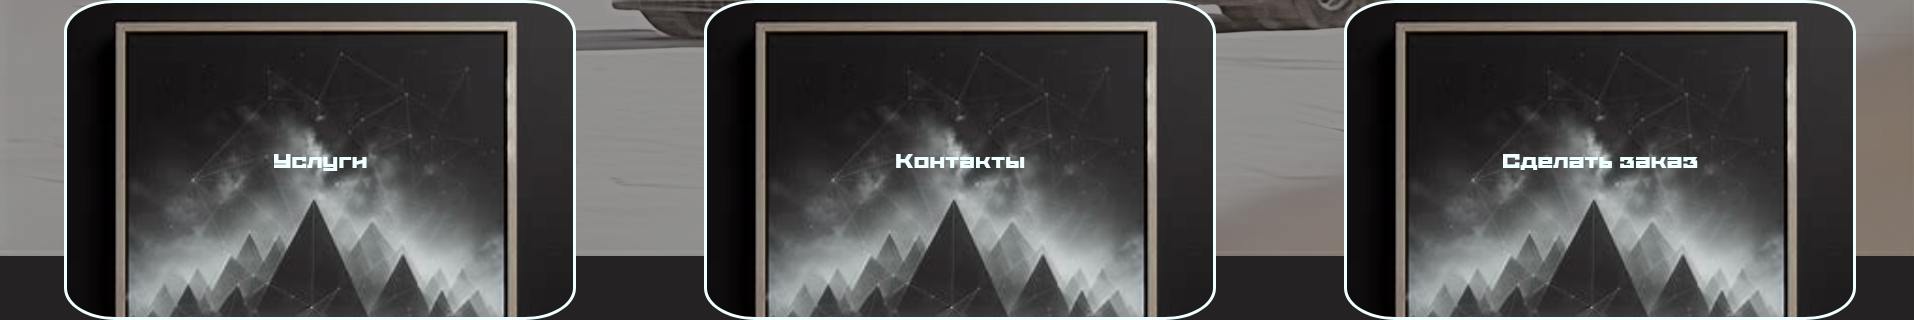 Услуги
Контакты
Сделать заказ